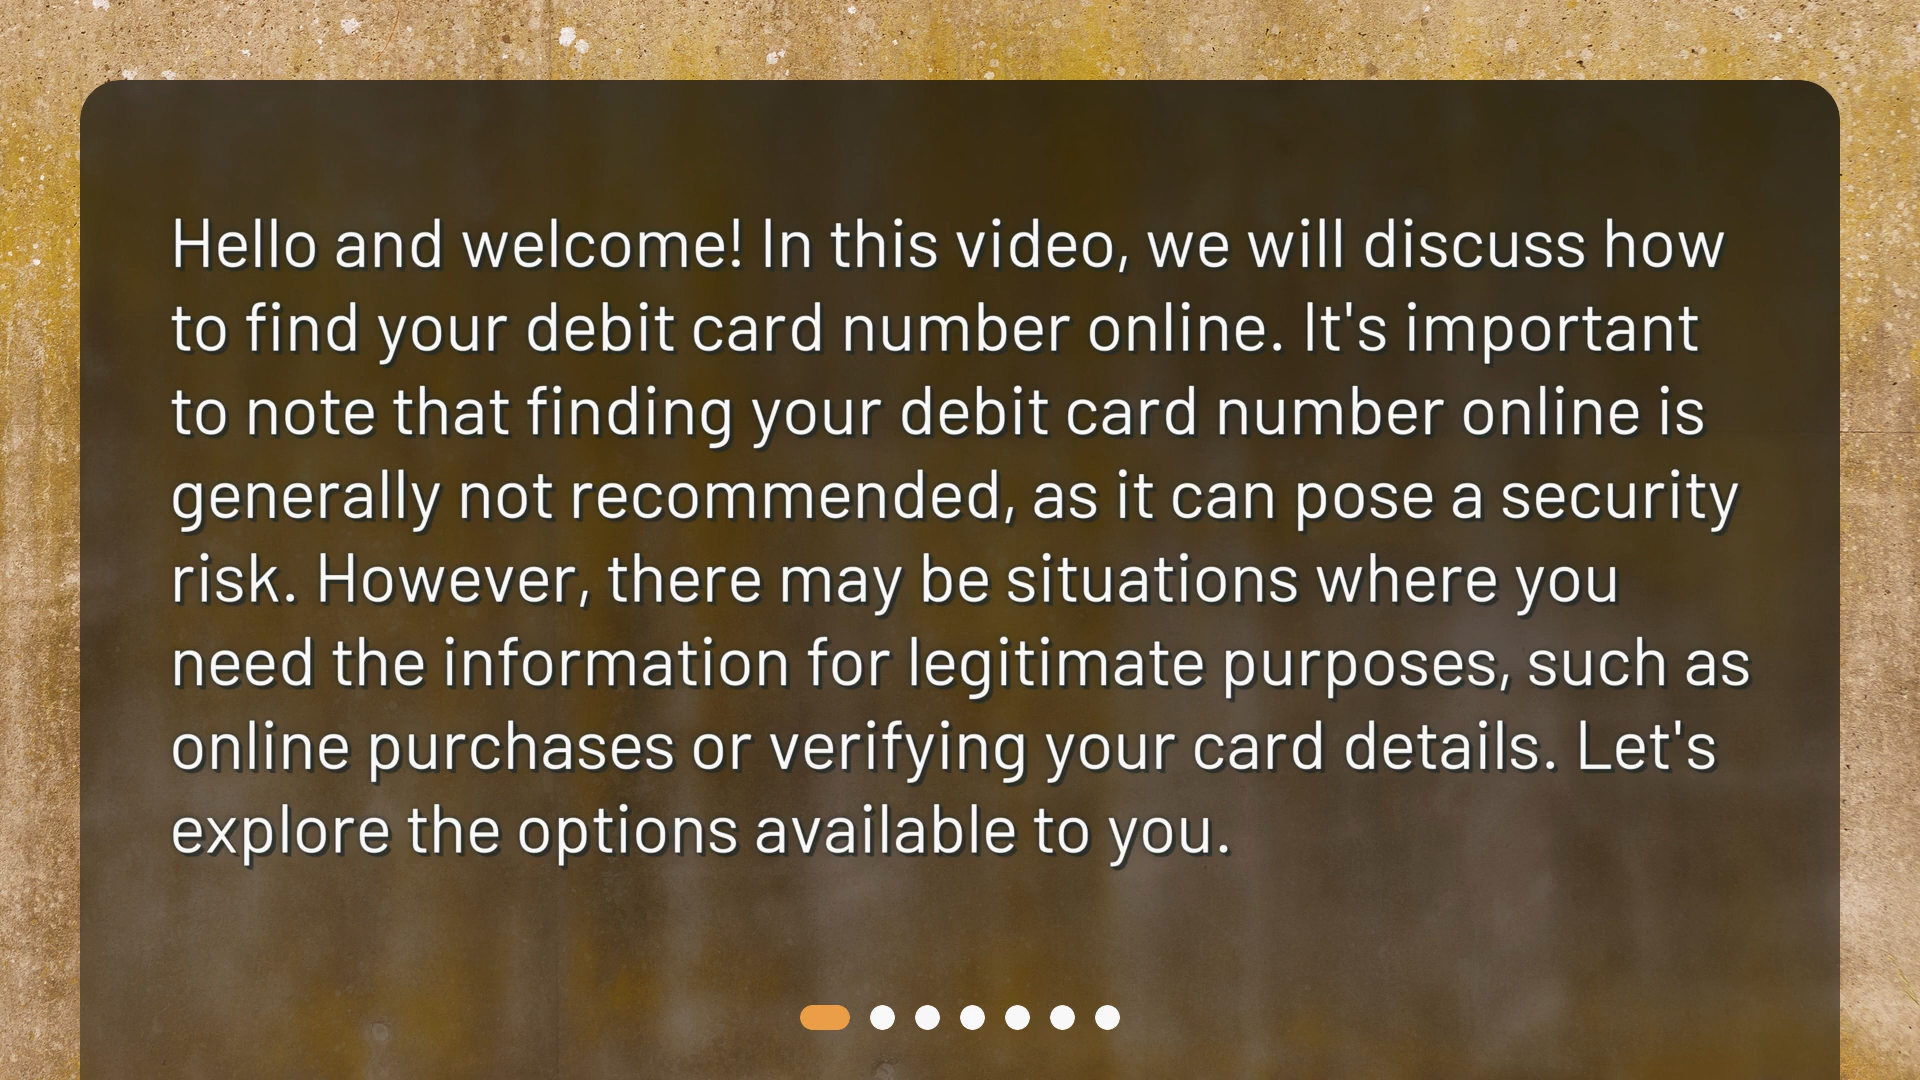 Hello and welcome! In this video, we will discuss how
to find your debit card number online. It's important
to note that finding your debit card number online is
generally not recommended, as it can pose a security
risk. However, there may be situations where you
need the information for legitimate purposes, such as
online purchases or verifying your card details. Let's
explore the options available to you.